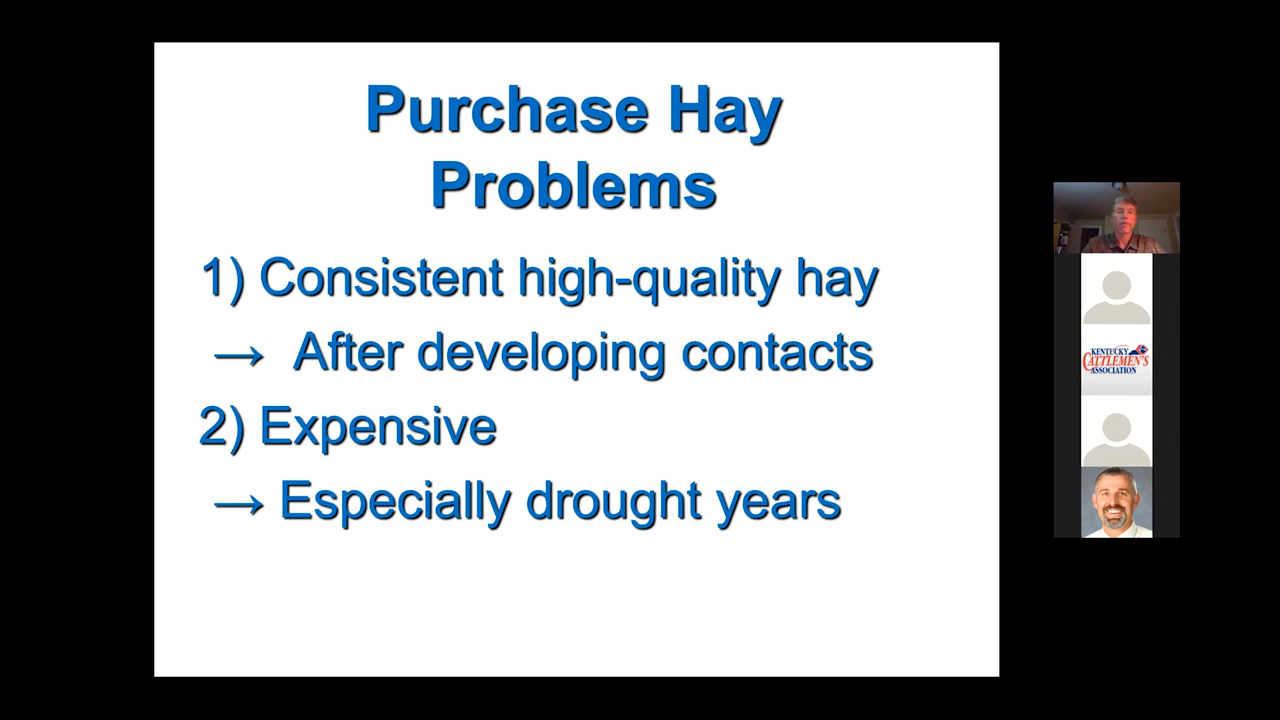 Purchase Hay
Problems
1) Consistent high-quality hay
→ After developing contacts
2) Expensive
→ Especially drought years
KENTUCKY
CATTLEMEN'S
ASSOCIATION